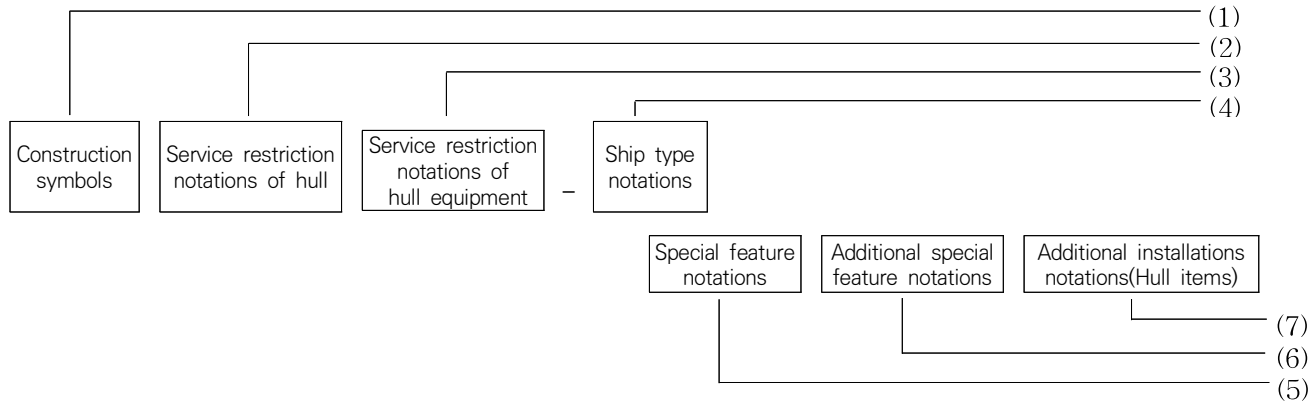 (1)
(2)
(3)
(4)
Construction
symbols
Service restriction
notations of hull
Service restriction
notations of
hull equipment
–
Ship type
notations
Special feature
notations
Additional special
feature notations
Additional installations
notations(Hull items)
(7)
(6)
(5)